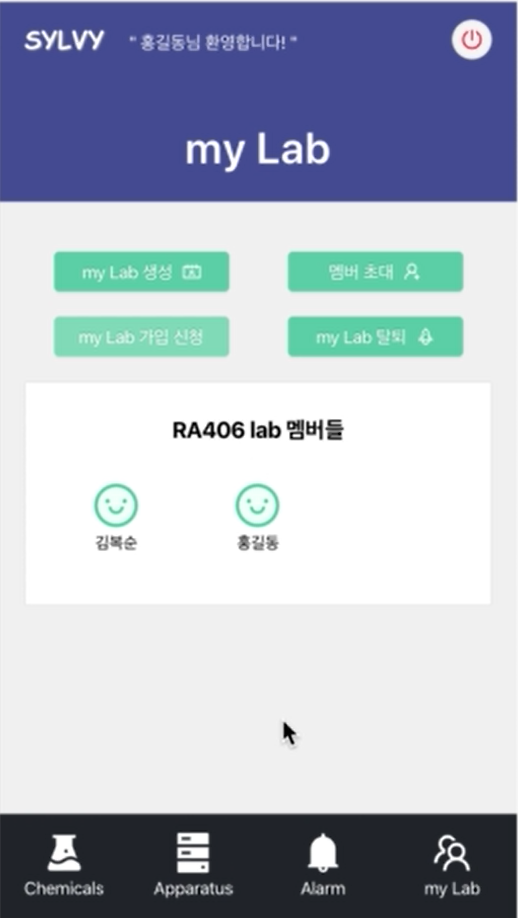 SYLVY " 홍길동님 환영합니다! "
my Lab
my Lab 생성 멤버 초대
my Lab 가입 신청 my Lab 탈퇴
RA406 lab 멤버들
김복순 홍길동
Chemicals Apparatus Alarm my Lab